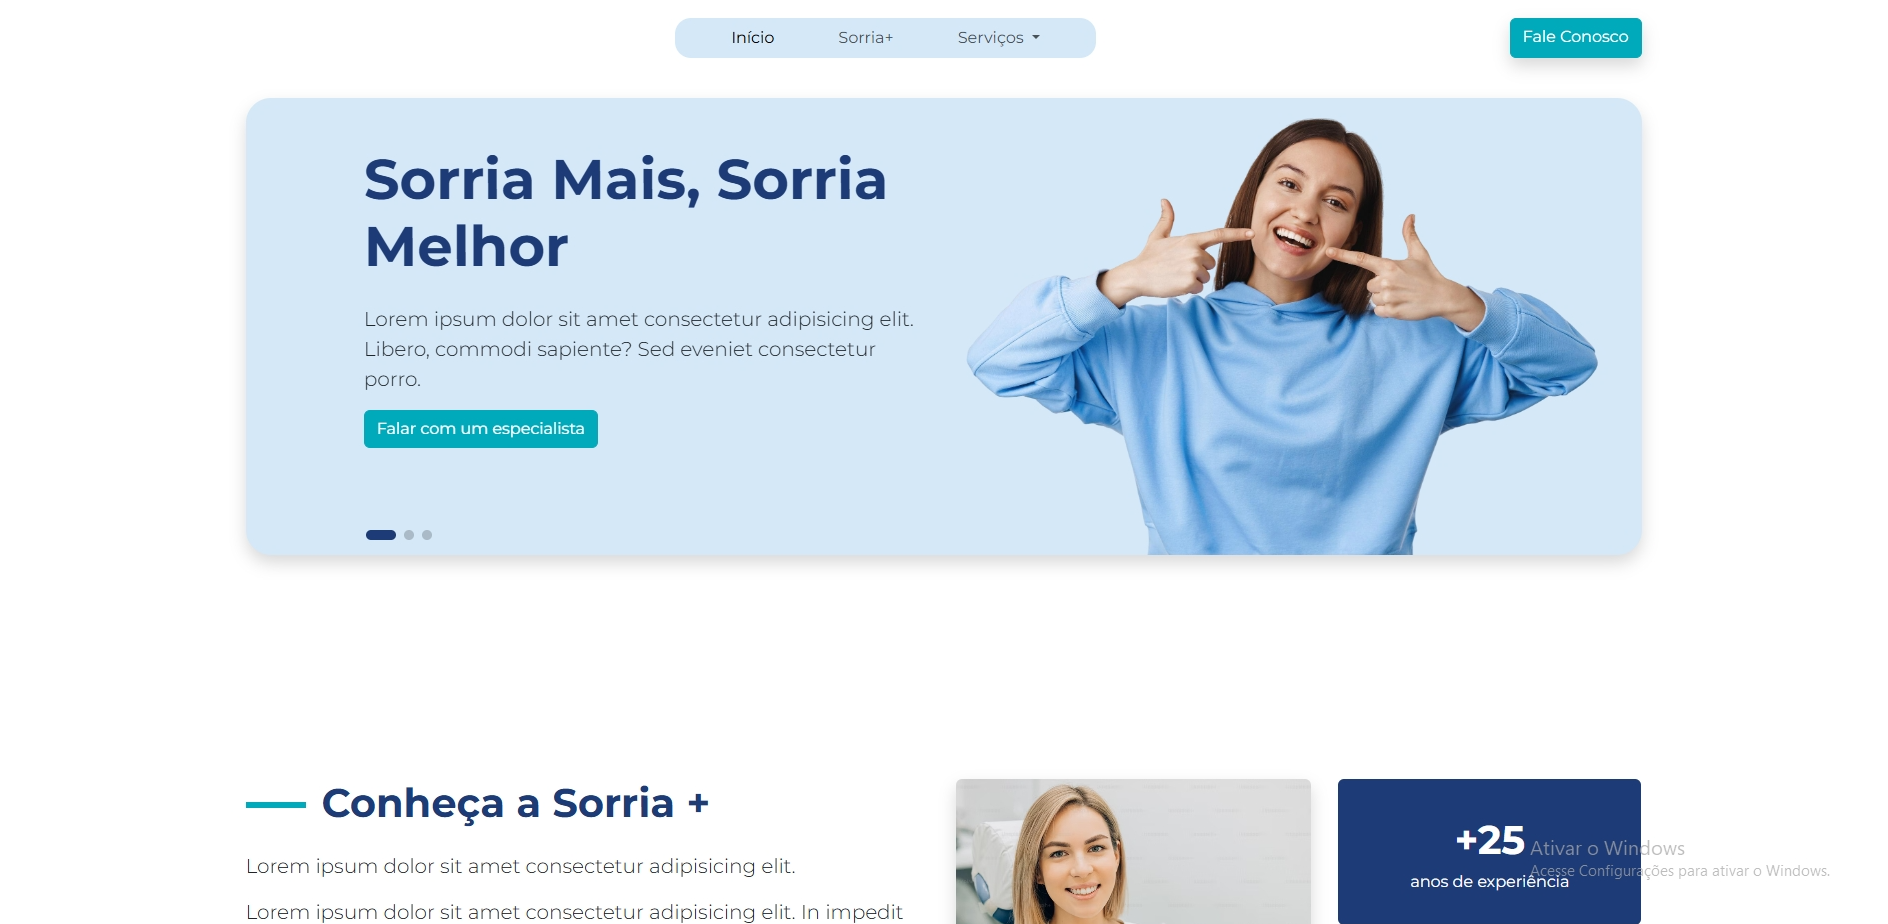 Início
Sorria+
Serviços
Fale Conosco
Sorria Mais, Sorria
Melhor
Lorem ipsum dolor sit amet consectetur adipisicing elit.
Libero, commodi sapiente? Sed eveniet consectetur
porro.
Falar com um especialista
Conheça a Sorria +
Lorem ipsum dolor sit amet consectetur adipisicing elit.
Lorem ipsum dolor sit amet consectetur adipisicing elit. In impedit
+25
anos de experiência
Ativar o Windows
Acesse Configurações para ativar o Windows.